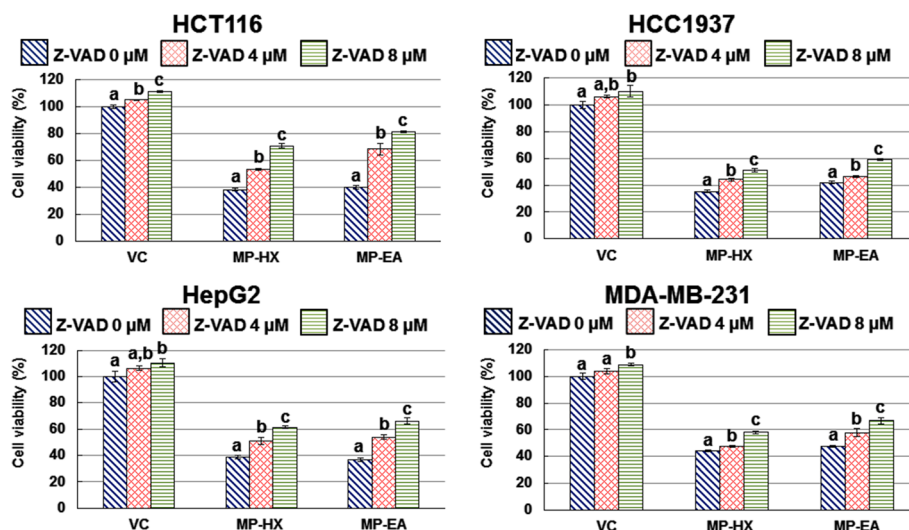 HCT116
Z-VAD 0 µM Z-VAD 4 µM Z-VAD 8 µM
Cell viability (%)
120
100
80
60
40
20
0
a b c
a b c
a b c
VC MP-HX MP-EA
HCC1937
Z-VAD 0 µM Z-VAD 4 µM Z-VAD 8 µM
Cell viability (%)
120
100
80
60
40
20
0
a a,b b
a b c
a b c
VC MP-HX MP-EA
HepG2
Z-VAD 0 µM Z-VAD 4 µM Z-VAD 8 µM
Cell viability (%)
120
100
80
60
40
20
0
a a,b b
a b c
a b c
VC MP-HX MP-EA
MDA-MB-231
Z-VAD 0 µM Z-VAD 4 µM Z-VAD 8 µM
Cell viability (%)
120
100
80
60
40
20
0
a a b
a b c
a b c
VC MP-HX MP-EA